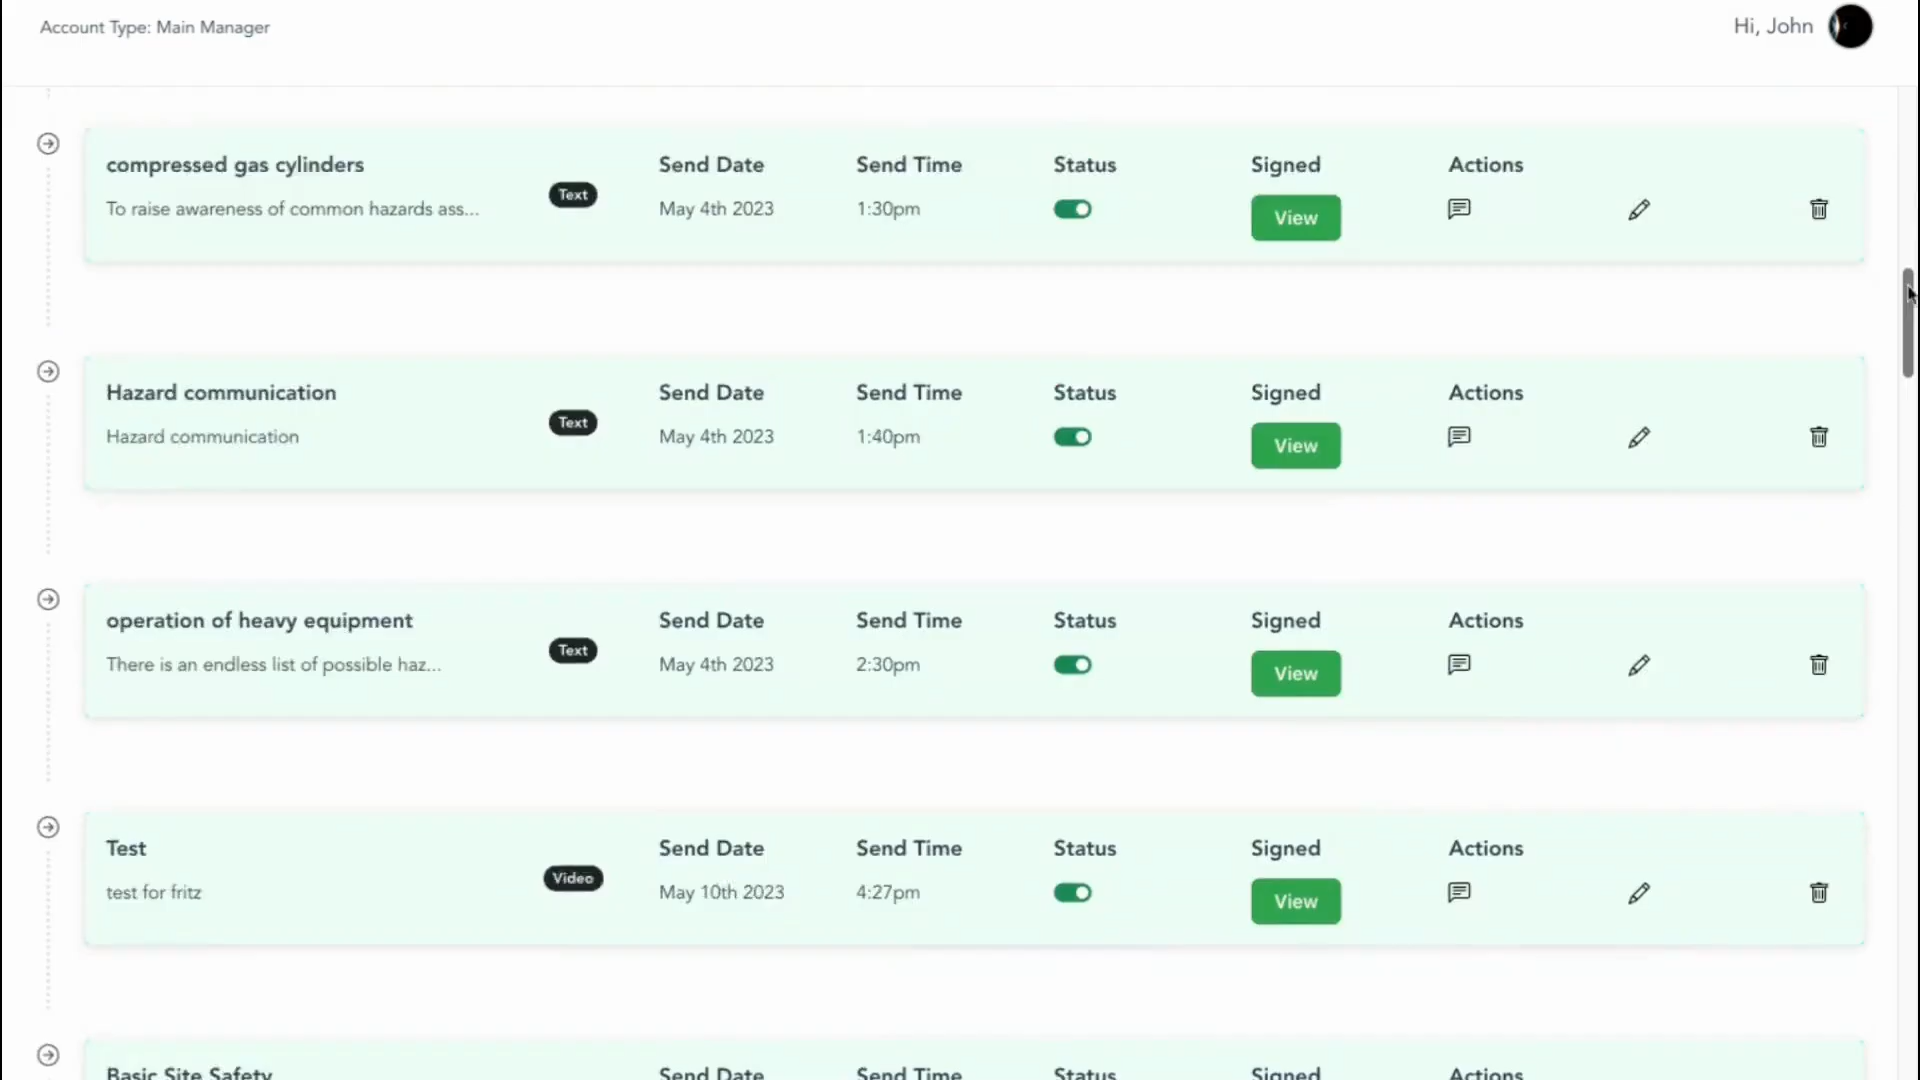 Account Type: Main Manager
Hi, John
compressed gas cylinders
Text
Send Date
Send Time
Status
Signed
Actions
To raise awareness of common hazards ass...
May 4th 2023
1:30pm
View
Hazard communication
Text
Send Date
Send Time
Status
Signed
Actions
Hazard communication
May 4th 2023
1:40pm
View
operation of heavy equipment
Text
Send Date
Send Time
Status
Signed
Actions
There is an endless list of possible haz...
May 4th 2023
2:30pm
View
Test
Video
Send Date
Send Time
Status
Signed
Actions
test for fritz
May 10th 2023
4:27pm
View
Basic Site Safety
Send Date
Send Time
Status
Signed
Actions